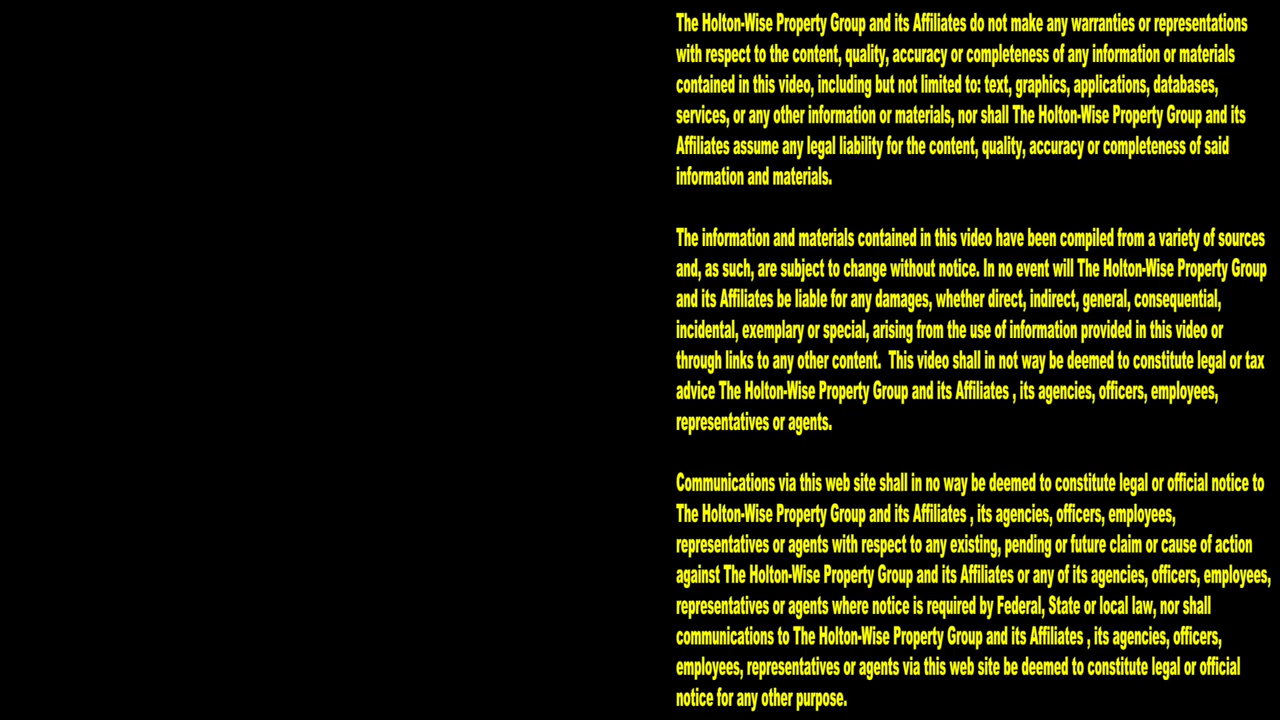 The Holton-Wise Property Group and its Affiliates do not make any warranties or representations
with respect to the content, quality, accuracy or completeness of any information or materials
contained in this video, including but not limited to: text, graphics, applications, databases,
services, or any other information or materials, nor shall The Holton-Wise Property Group and its
Affiliates assume any legal liability for the content, quality, accuracy or completeness of said
information and materials.
The information and materials contained in this video have been compiled from a variety of sources
and, as such, are subject to change without notice. In no event will The Holton-Wise Property Group
and its Affiliates be liable for any damages, whether direct, indirect, general, consequential,
incidental, exemplary or special, arising from the use of information provided in this video or
through links to any other content.  This video shall in not way be deemed to constitute legal or tax
advice The Holton-Wise Property Group and its Affiliates , its agencies, officers, employees,
representatives or agents.
Communications via this web site shall in no way be deemed to constitute legal or official notice to
The Holton-Wise Property Group and its Affiliates , its agencies, officers, employees,
representatives or agents with respect to any existing, pending or future claim or cause of action
against The Holton-Wise Property Group and its Affiliates or any of its agencies, officers, employees,
representatives or agents where notice is required by Federal, State or local law, nor shall
communications to The Holton-Wise Property Group and its Affiliates , its agencies, officers,
employees, representatives or agents via this web site be deemed to constitute legal or official
notice for any other purpose.